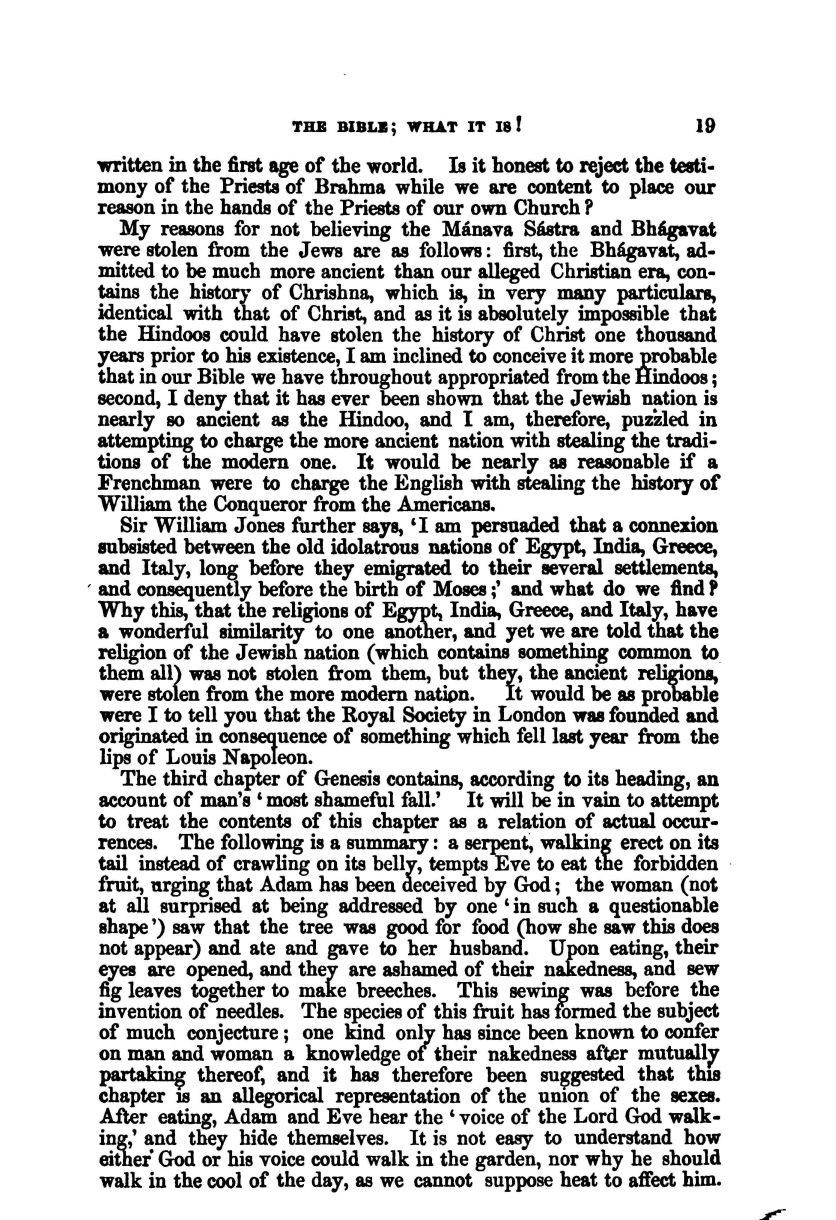 THE BIBLE; WHAT IT IS! 19
written in the first age of the world. Is it honest to reject the testi-
mony of the Priests of Brahma while we are content to place our
reason in the hands of the Priests of our own Church?
My reasons for not believing the Mánava Sástra and Bhágavat
were stolen from the Jews are as follows: first, the Bhágavat, ad-
mitted to be much more ancient than our alleged Christian era, con-
tains the history of Chrishna, which is, in very many particulars,
identical with that of Christ, and as it is absolutely impossible that
the Hindoos could have stolen the history of Christ one thousand
years prior to his existence, I am inclined to conceive it more probable
that in our Bible we have throughout appropriated from the Hindoos;
second, I deny that it has ever been shown that the Jewish nation is
nearly so ancient as the Hindoo, and I am, therefore, puzzled in
attempting to charge the more ancient nation with stealing the tradi-
tions of the modern one. It would be nearly as reasonable if a
Frenchman were to charge the English with stealing the history of
William the Conqueror from the Americans.
Sir William Jones further says, ‘I am persuaded that a connexion
subsisted between the old idolatrous nations of Egypt, India, Greece,
and Italy, long before they emigrated to their several settlements,
and consequently before the birth of Moses;’ and what do we find?
Why this, that the religions of Egypt, India, Greece, and Italy, have
a wonderful similarity to one another, and yet we are told that the
religion of the Jewish nation (which contains something common to
them all) was not stolen from them, but they, the ancient religions,
were stolen from the more modern nation. It would be as probable
were I to tell you that the Royal Society in London was founded and
originated in consequence of something which fell last year from the
lips of Louis Napoleon.
The third chapter of Genesis contains, according to its heading, an
account of man's ‘most shameful fall.’ It will be in vain to attempt
to treat the contents of this chapter as a relation of actual occur-
rences. The following is a summary: a serpent, walking erect on its
tail instead of crawling on its belly, tempts Eve to eat the forbidden
fruit, urging that Adam has been deceived by God; the woman (not
at all surprised at being addressed by one ‘in such a questionable
shape’) saw that the tree was good for food (how she saw this does
not appear) and ate and gave to her husband. Upon eating, their
eyes are opened, and they are ashamed of their nakedness, and sew
fig leaves together to make breeches. This sewing was before the
invention of needles. The species of this fruit has formed the subject
of much conjecture; one kind only has since been known to confer
on man and woman a knowledge of their nakedness after mutually
partaking thereof, and it has therefore been suggested that this
chapter is an allegorical representation of the union of the sexes.
After eating, Adam and Eve hear the ‘voice of the Lord God walk-
ing,’ and they hide themselves. It is not easy to understand how
either God or his voice could walk in the garden, nor why he should
walk in the cool of the day, as we cannot suppose heat to affect him.